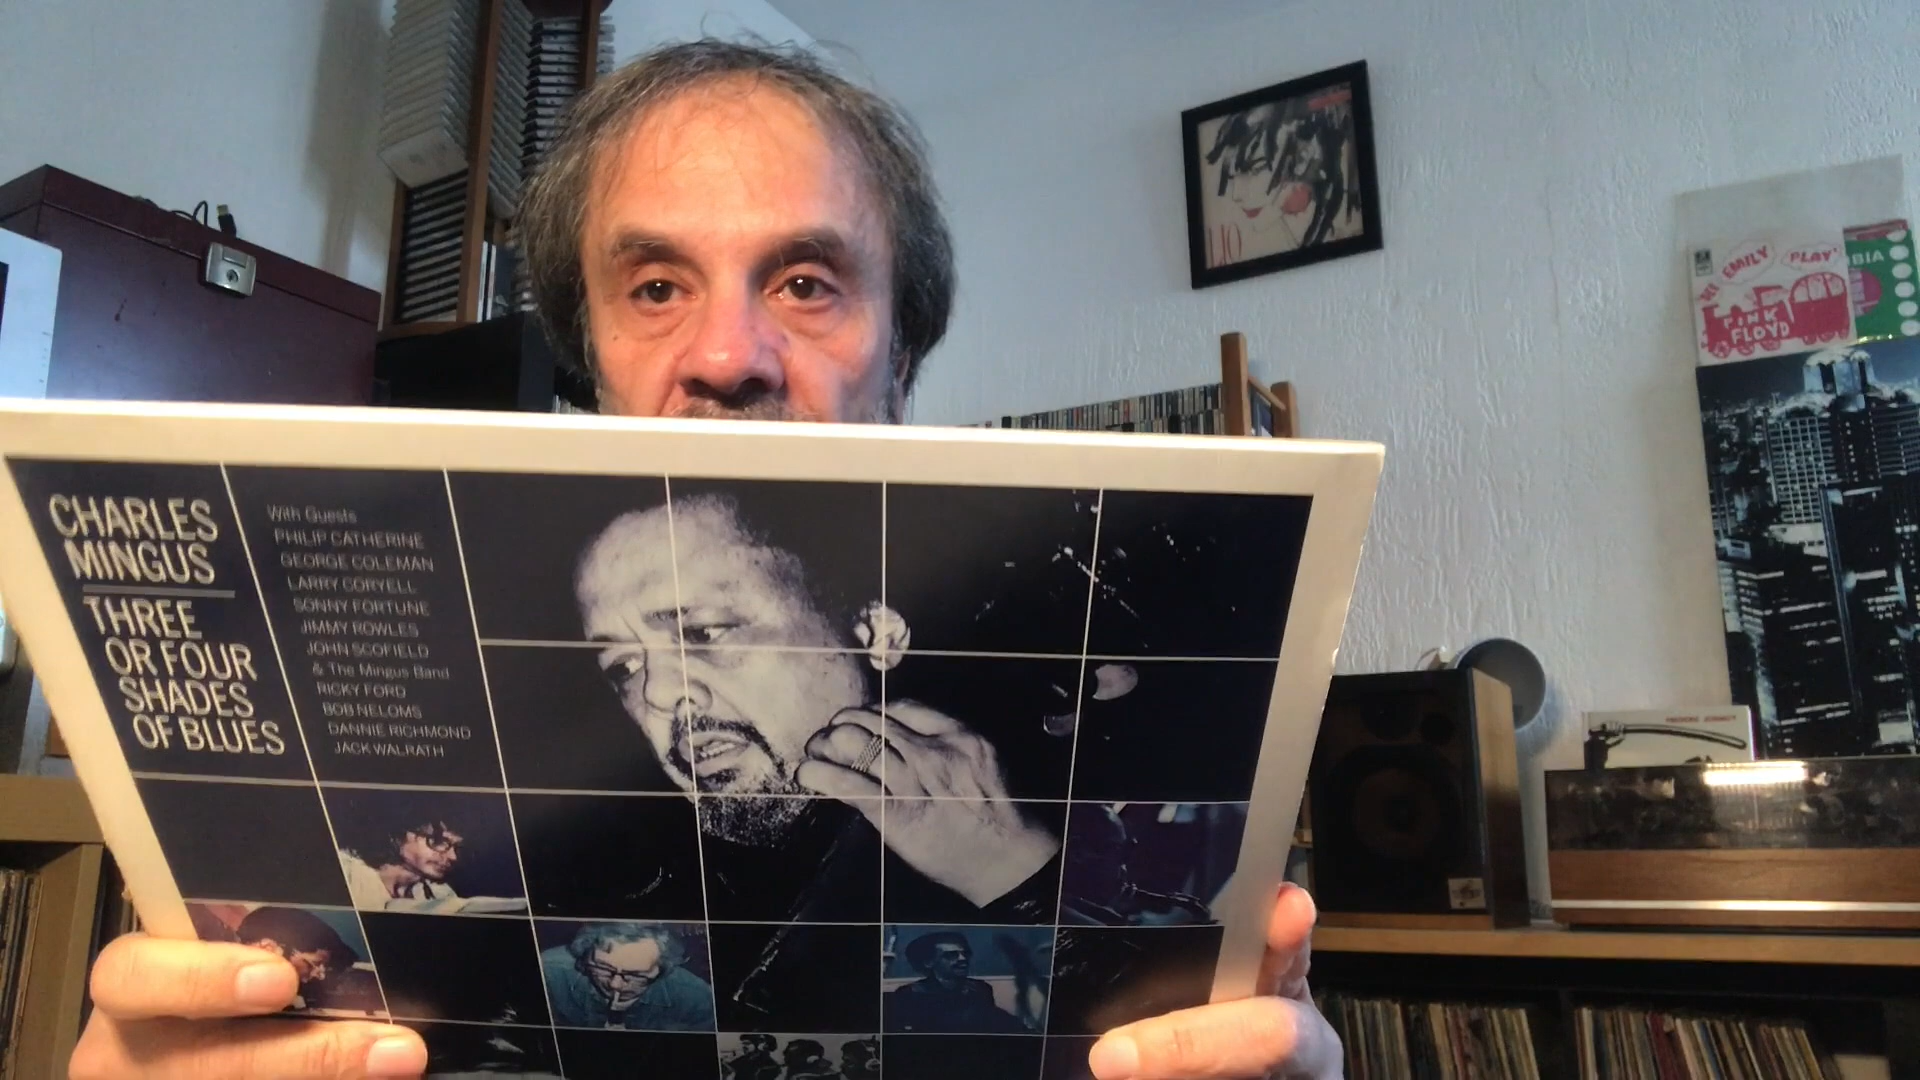 CHARLES
MINGUS
THREE
OR FOUR
SHADES
OF BLUES
With Guests
PHILIP CATHERINE
GEORGE COLEMAN
LARRY CORYELL
SONNY FORTUNE
JIMMY ROWLES
JOHN SCOFIELD
& The Mingus Band
RICKY FORD
BOB NELOMS
DANNIE RICHMOND
JACK WALRATH
LIO
SEE EMILY PLAY
PINK
FLOYD
BIA